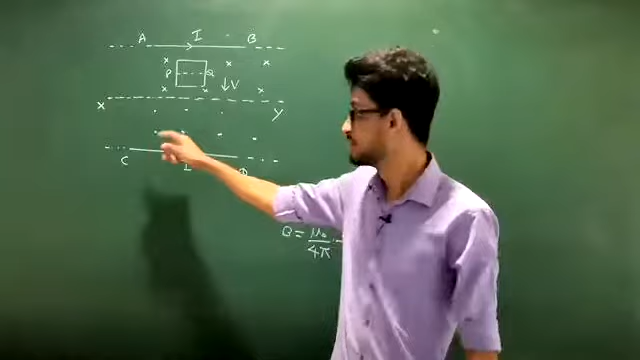 A I B
P Q
V
X Y
C I D
B = μ₀
4π